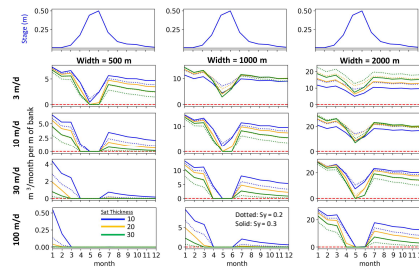 0.50 0.50 0.50
Stage (m)
0.25 0.25 0.25
Width = 500 m Width = 1000 m Width = 2000 m
3 m/d
5 10 20
0 5 10
0 0
10 m/d
5.0 10 20
2.5 5 10
0.0 0 0
30 m/d
4 10 20
2 5 10
0 0 0
m ³/month per m of bank
100 m/d
0.50 5 20
0.25 10
0.00 0 0
Sat Thickness
10
20
30
Dotted: Sy = 0.2
Solid: Sy = 0.3
1 2 3 4 5 6 7 8 9 10 11 12 1 2 3 4 5 6 7 8 9 10 11 12 1 2 3 4 5 6 7 8 9 10 11 12
month month month